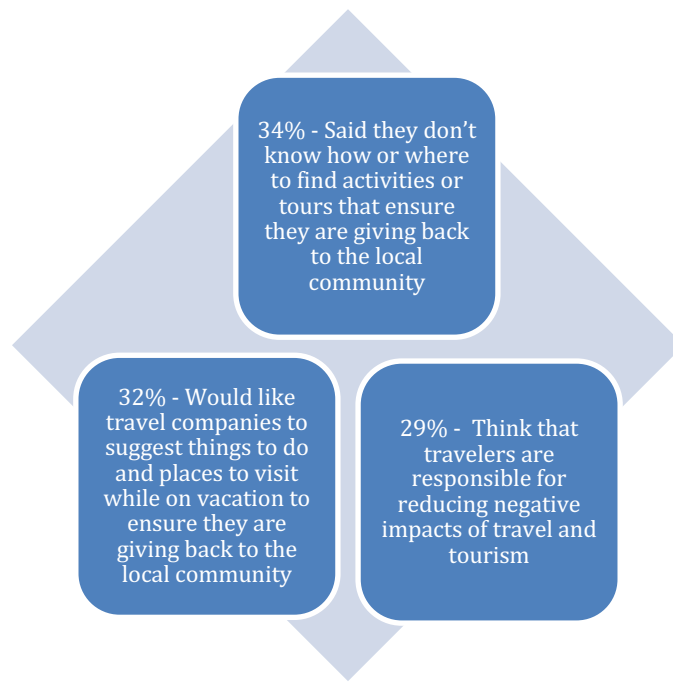 34% - Said they don’t
know how or where
to find activities or
tours that ensure
they are giving back
to the local
community
32% - Would like
travel companies to
suggest things to do
and places to visit
while on vacation to
ensure they are
giving back to the
local community
29% -  Think that
travelers are
responsible for
reducing negative
impacts of travel and
tourism